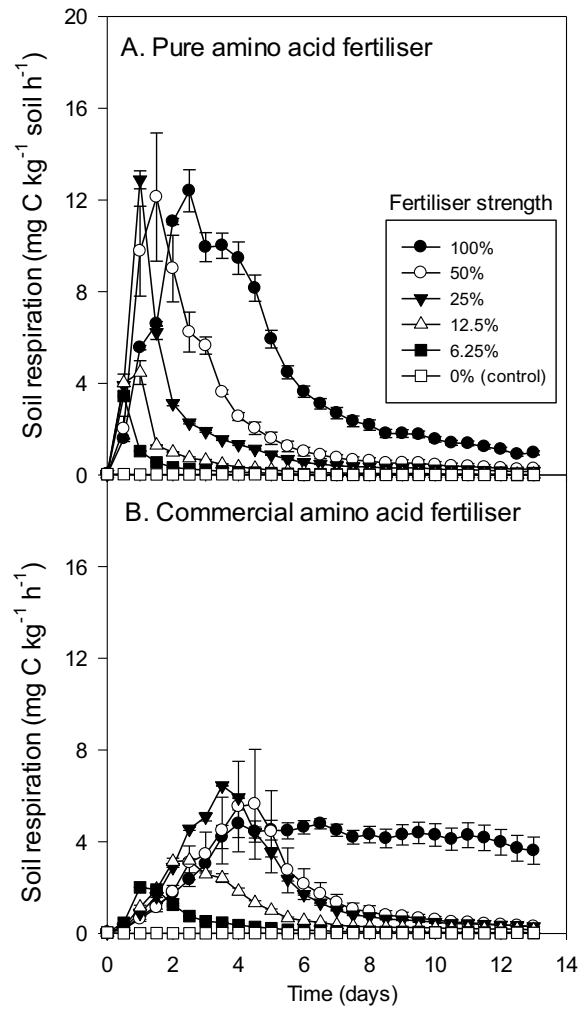 A. Pure amino acid fertiliser
Soil respiration (mg C kg⁻¹ soil h⁻¹)
20
16
12
8
4
0
Fertiliser strength
100%
50%
25%
12.5%
6.25%
0% (control)
B. Commercial amino acid fertiliser
Soil respiration (mg C kg⁻¹ h⁻¹)
16
12
8
4
0
0 2 4 6 8 10 12 14
Time (days)